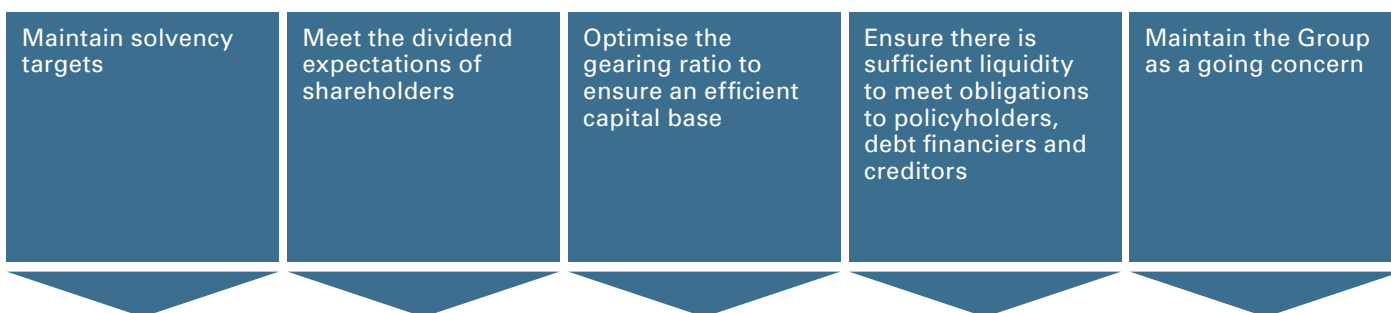 Maintain solvency
targets
Meet the dividend
expectations of
shareholders
Optimise the
gearing ratio to
ensure an efficient
capital base
Ensure there is
sufficient liquidity
to meet obligations
to policyholders,
debt financiers and
creditors
Maintain the Group
as a going concern